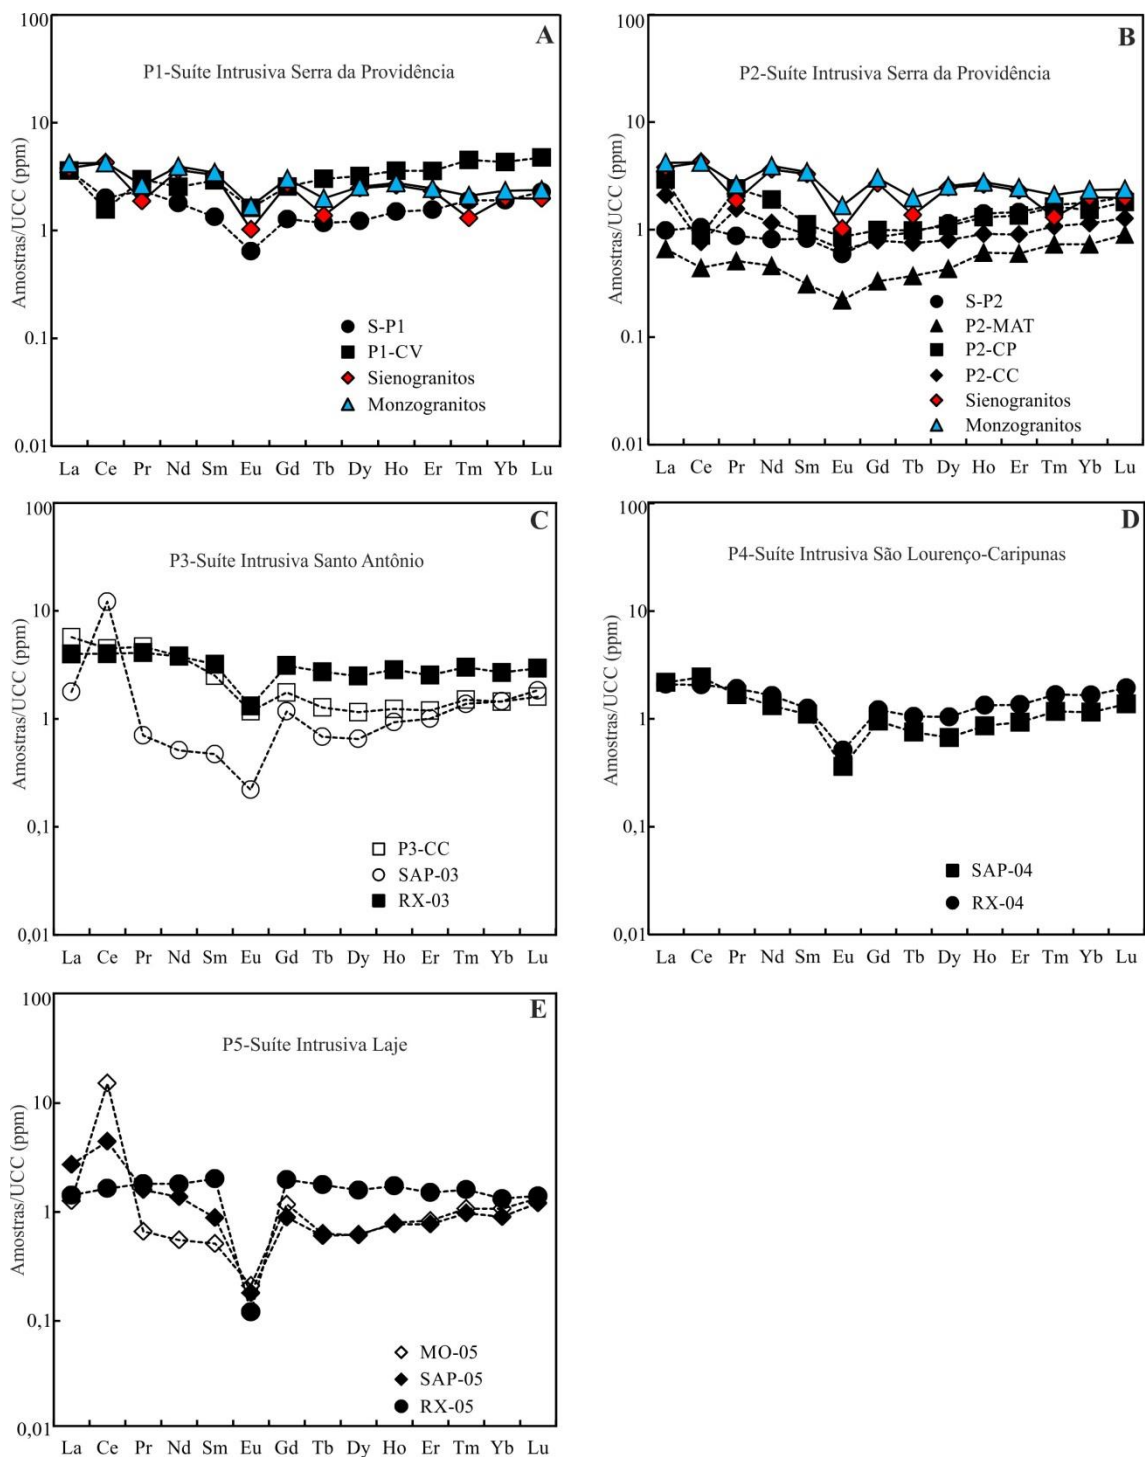 A
P1-Suíte Intrusiva Serra da Providência
Amostras/UCC (ppm)
100
10
1
0.1
0.01
S-P1
P1-CV
Sienogranitos
Monzogranitos
La Ce Pr Nd Sm Eu Gd Tb Dy Ho Er Tm Yb Lu
B
P2-Suíte Intrusiva Serra da Providência
Amostras/UCC (ppm)
100
10
1
0.1
0.01
S-P2
P2-MAT
P2-CP
P2-CC
Sienogranitos
Monzogranitos
La Ce Pr Nd Sm Eu Gd Tb Dy Ho Er Tm Yb Lu
C
P3-Suíte Intrusiva Santo Antônio
Amostras/UCC (ppm)
100
10
1
0,1
0,01
P3-CC
SAP-03
RX-03
La Ce Pr Nd Sm Eu Gd Tb Dy Ho Er Tm Yb Lu
D
P4-Suíte Intrusiva São Lourenço-Caripunas
Amostras/UCC (ppm)
100
10
1
0,1
0,01
SAP-04
RX-04
La Ce Pr Nd Sm Eu Gd Tb Dy Ho Er Tm Yb Lu
E
P5-Suíte Intrusiva Laje
Amostras/UCC (ppm)
100
10
1
0,1
0,01
MO-05
SAP-05
RX-05
La Ce Pr Nd Sm Eu Gd Tb Dy Ho Er Tm Yb Lu